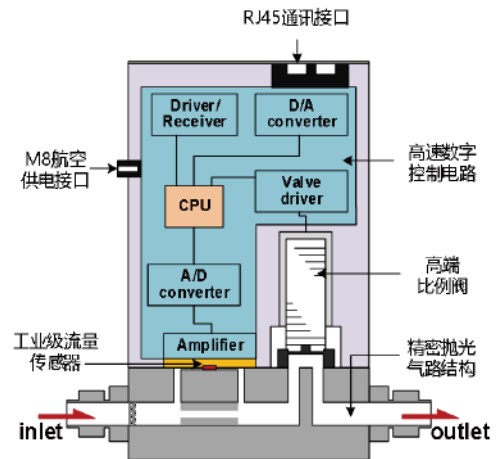 RJ45通讯接口
Driver/
Receiver
D/A
converter
M8航空
供电接口
高速数字
控制电路
CPU
Valve
driver
A/D
converter
高端
比例阀
工业级流量
传感器
Amplifier
精密抛光
气路结构
inlet
outlet